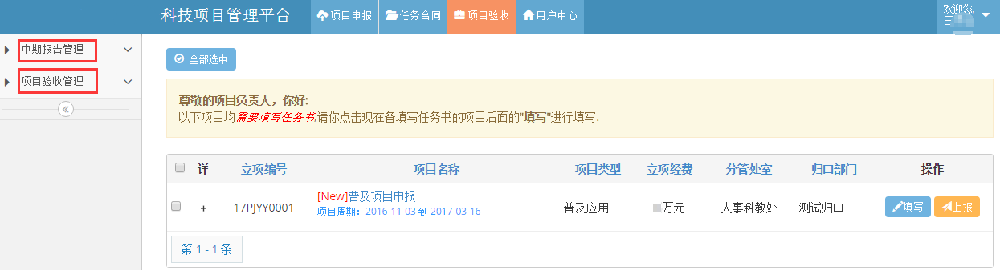 科技项目管理平台
项目申报
任务合同
项目验收
用户中心
欢迎您,
王
中期报告管理
项目验收管理
全部选中
尊敬的项目负责人，你好:
以下项目均需要填写任务书,请你点击现在备填写任务书的项目后面的"填写"进行填写.
详 立项编号 项目名称 项目类型 立项经费 分管处室 归口部门 操作
+ 17PJYY0001 [New]普及项目申报 普及应用 万元 人事科教处 测试归口 填写 上报
项目周期：2016-11-03 到 2017-03-16
第 1 - 1 条